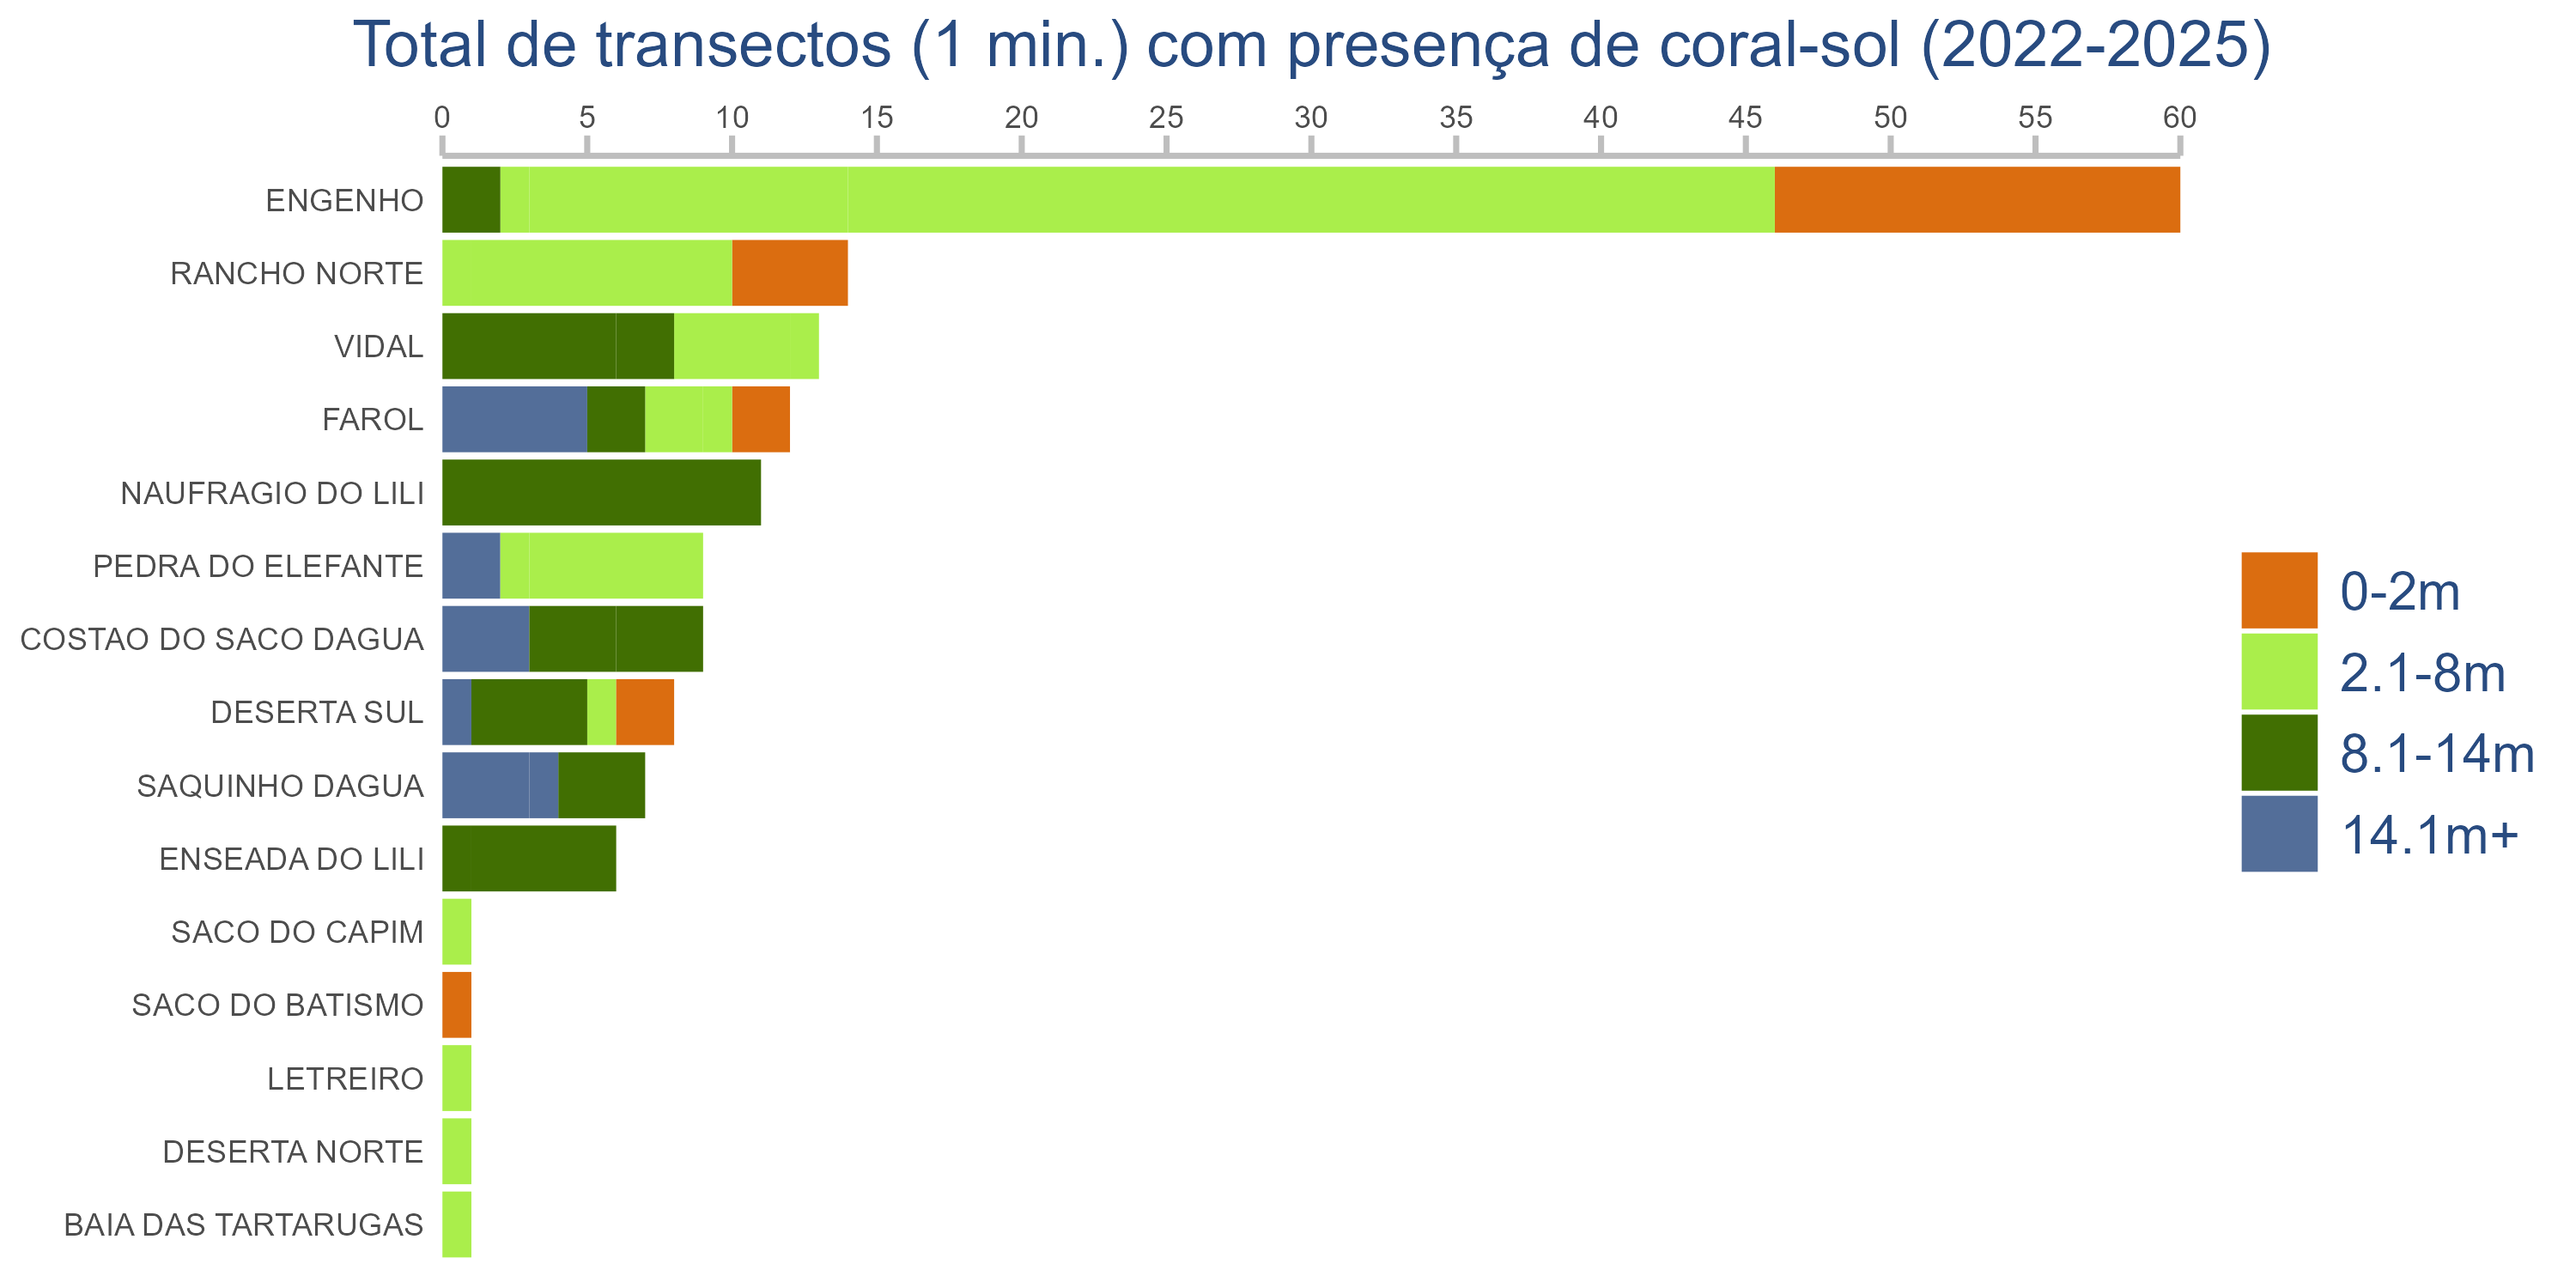 Total de transectos (1 min.) com presença de coral-sol (2022-2025)
0 5 10 15 20 25 30 35 40 45 50 55 60
ENGENHO
RANCHO NORTE
VIDAL
FAROL
NAUFRAGIO DO LILI
PEDRA DO ELEFANTE
COSTAO DO SACO DAGUA
DESERTA SUL
SAQUINHO DAGUA
ENSEADA DO LILI
SACO DO CAPIM
SACO DO BATISMO
LETREIRO
DESERTA NORTE
BAIA DAS TARTARUGAS
0-2m
2.1-8m
8.1-14m
14.1m+